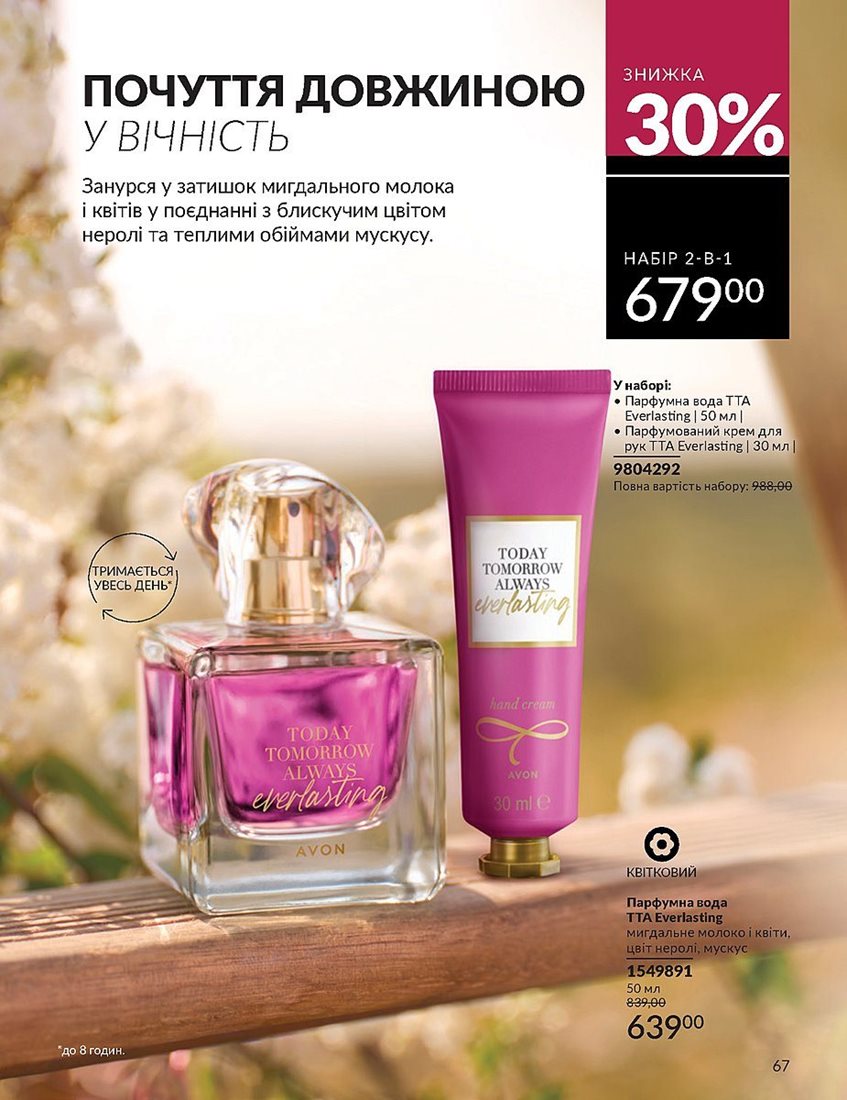 ПОЧУТТЯ ДОВЖИНОЮ
У ВІЧНІСТЬ
Занурся у затишок мигдального молока
і квітів у поєднанні з блискучим цвітом
неролі та теплими обіймами мускусу.
ЗНИЖКА
30%
НАБІР 2-В-1
679⁰⁰
У наборі:
• Парфумна вода ТТА
Everlasting | 50 мл |
• Парфумований крем для
рук ТТА Everlasting | 30 мл |
9804292
Повна вартість набору: 988,00
ТРИМАЄТЬСЯ
УВЕСЬ ДЕНЬ*
TODAY
TOMORROW
ALWAYS
everlasting
hand cream
AVON
30 ml ℮
TODAY
TOMORROW
ALWAYS
everlasting
AVON
КВІТКОВИЙ
Парфумна вода
TTA Everlasting
мигдальне молоко і квіти,
цвіт неролі, мускус
1549891
50 мл
839,00
639⁰⁰
*до 8 годин.
67